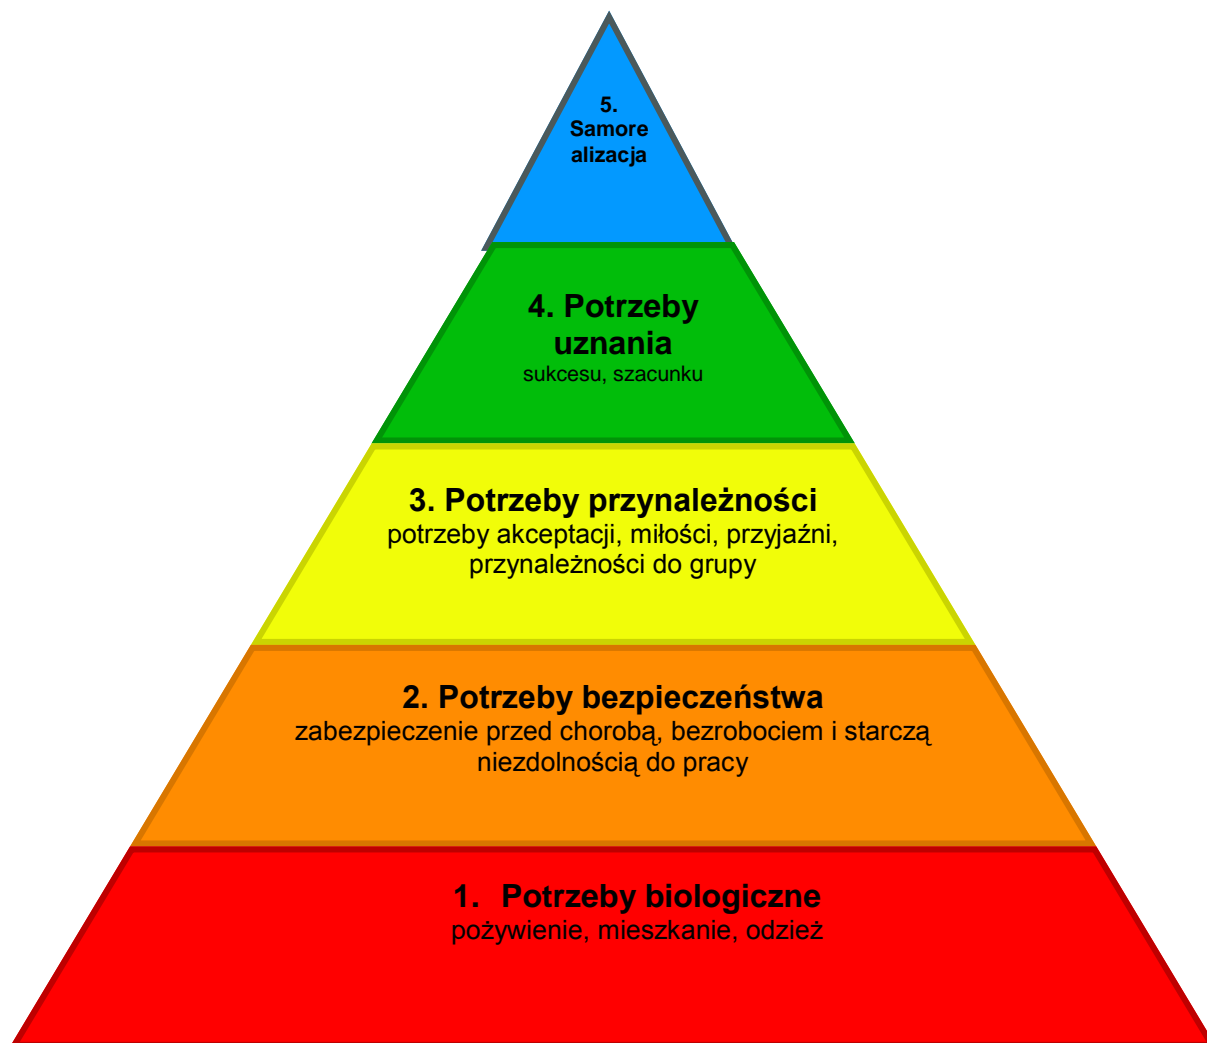 5.
Samore
alizacja
4. Potrzeby
uznania
sukcesu, szacunku
3. Potrzeby przynależności
potrzeby akceptacji, miłości, przyjaźni,
przynależności do grupy
2. Potrzeby bezpieczeństwa
zabezpieczenie przed chorobą, bezrobociem i starczą
niezdolnością do pracy
1. Potrzeby biologiczne
pożywienie, mieszkanie, odzież